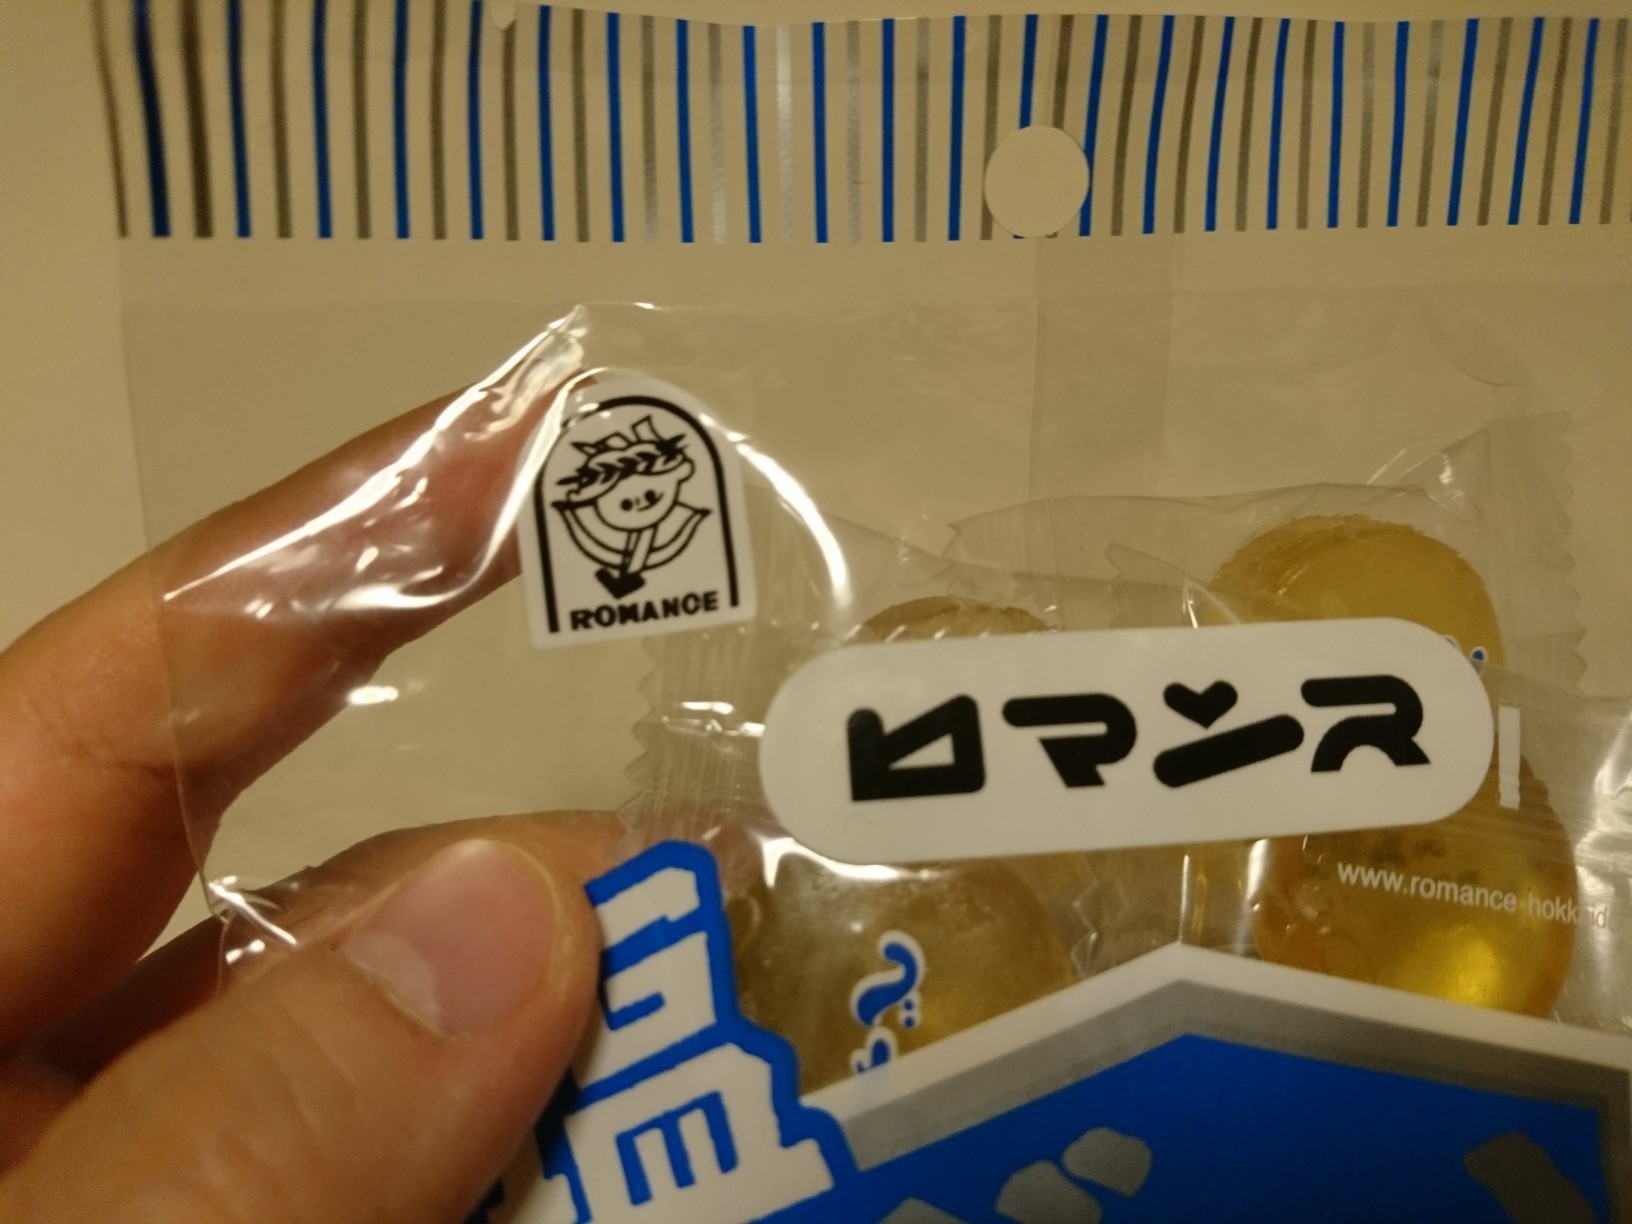 ROMANCE
ロマンス
www.romance-hokkaid